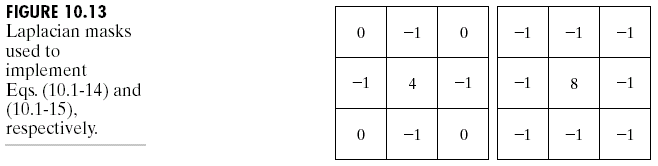 FIGURE 10.13
Laplacian masks
used to
implement
Eqs. (10.1-14) and
(10.1-15),
respectively.
0 −1 0
−1 4 −1
0 −1 0
−1 −1 −1
−1 8 −1
−1 −1 −1